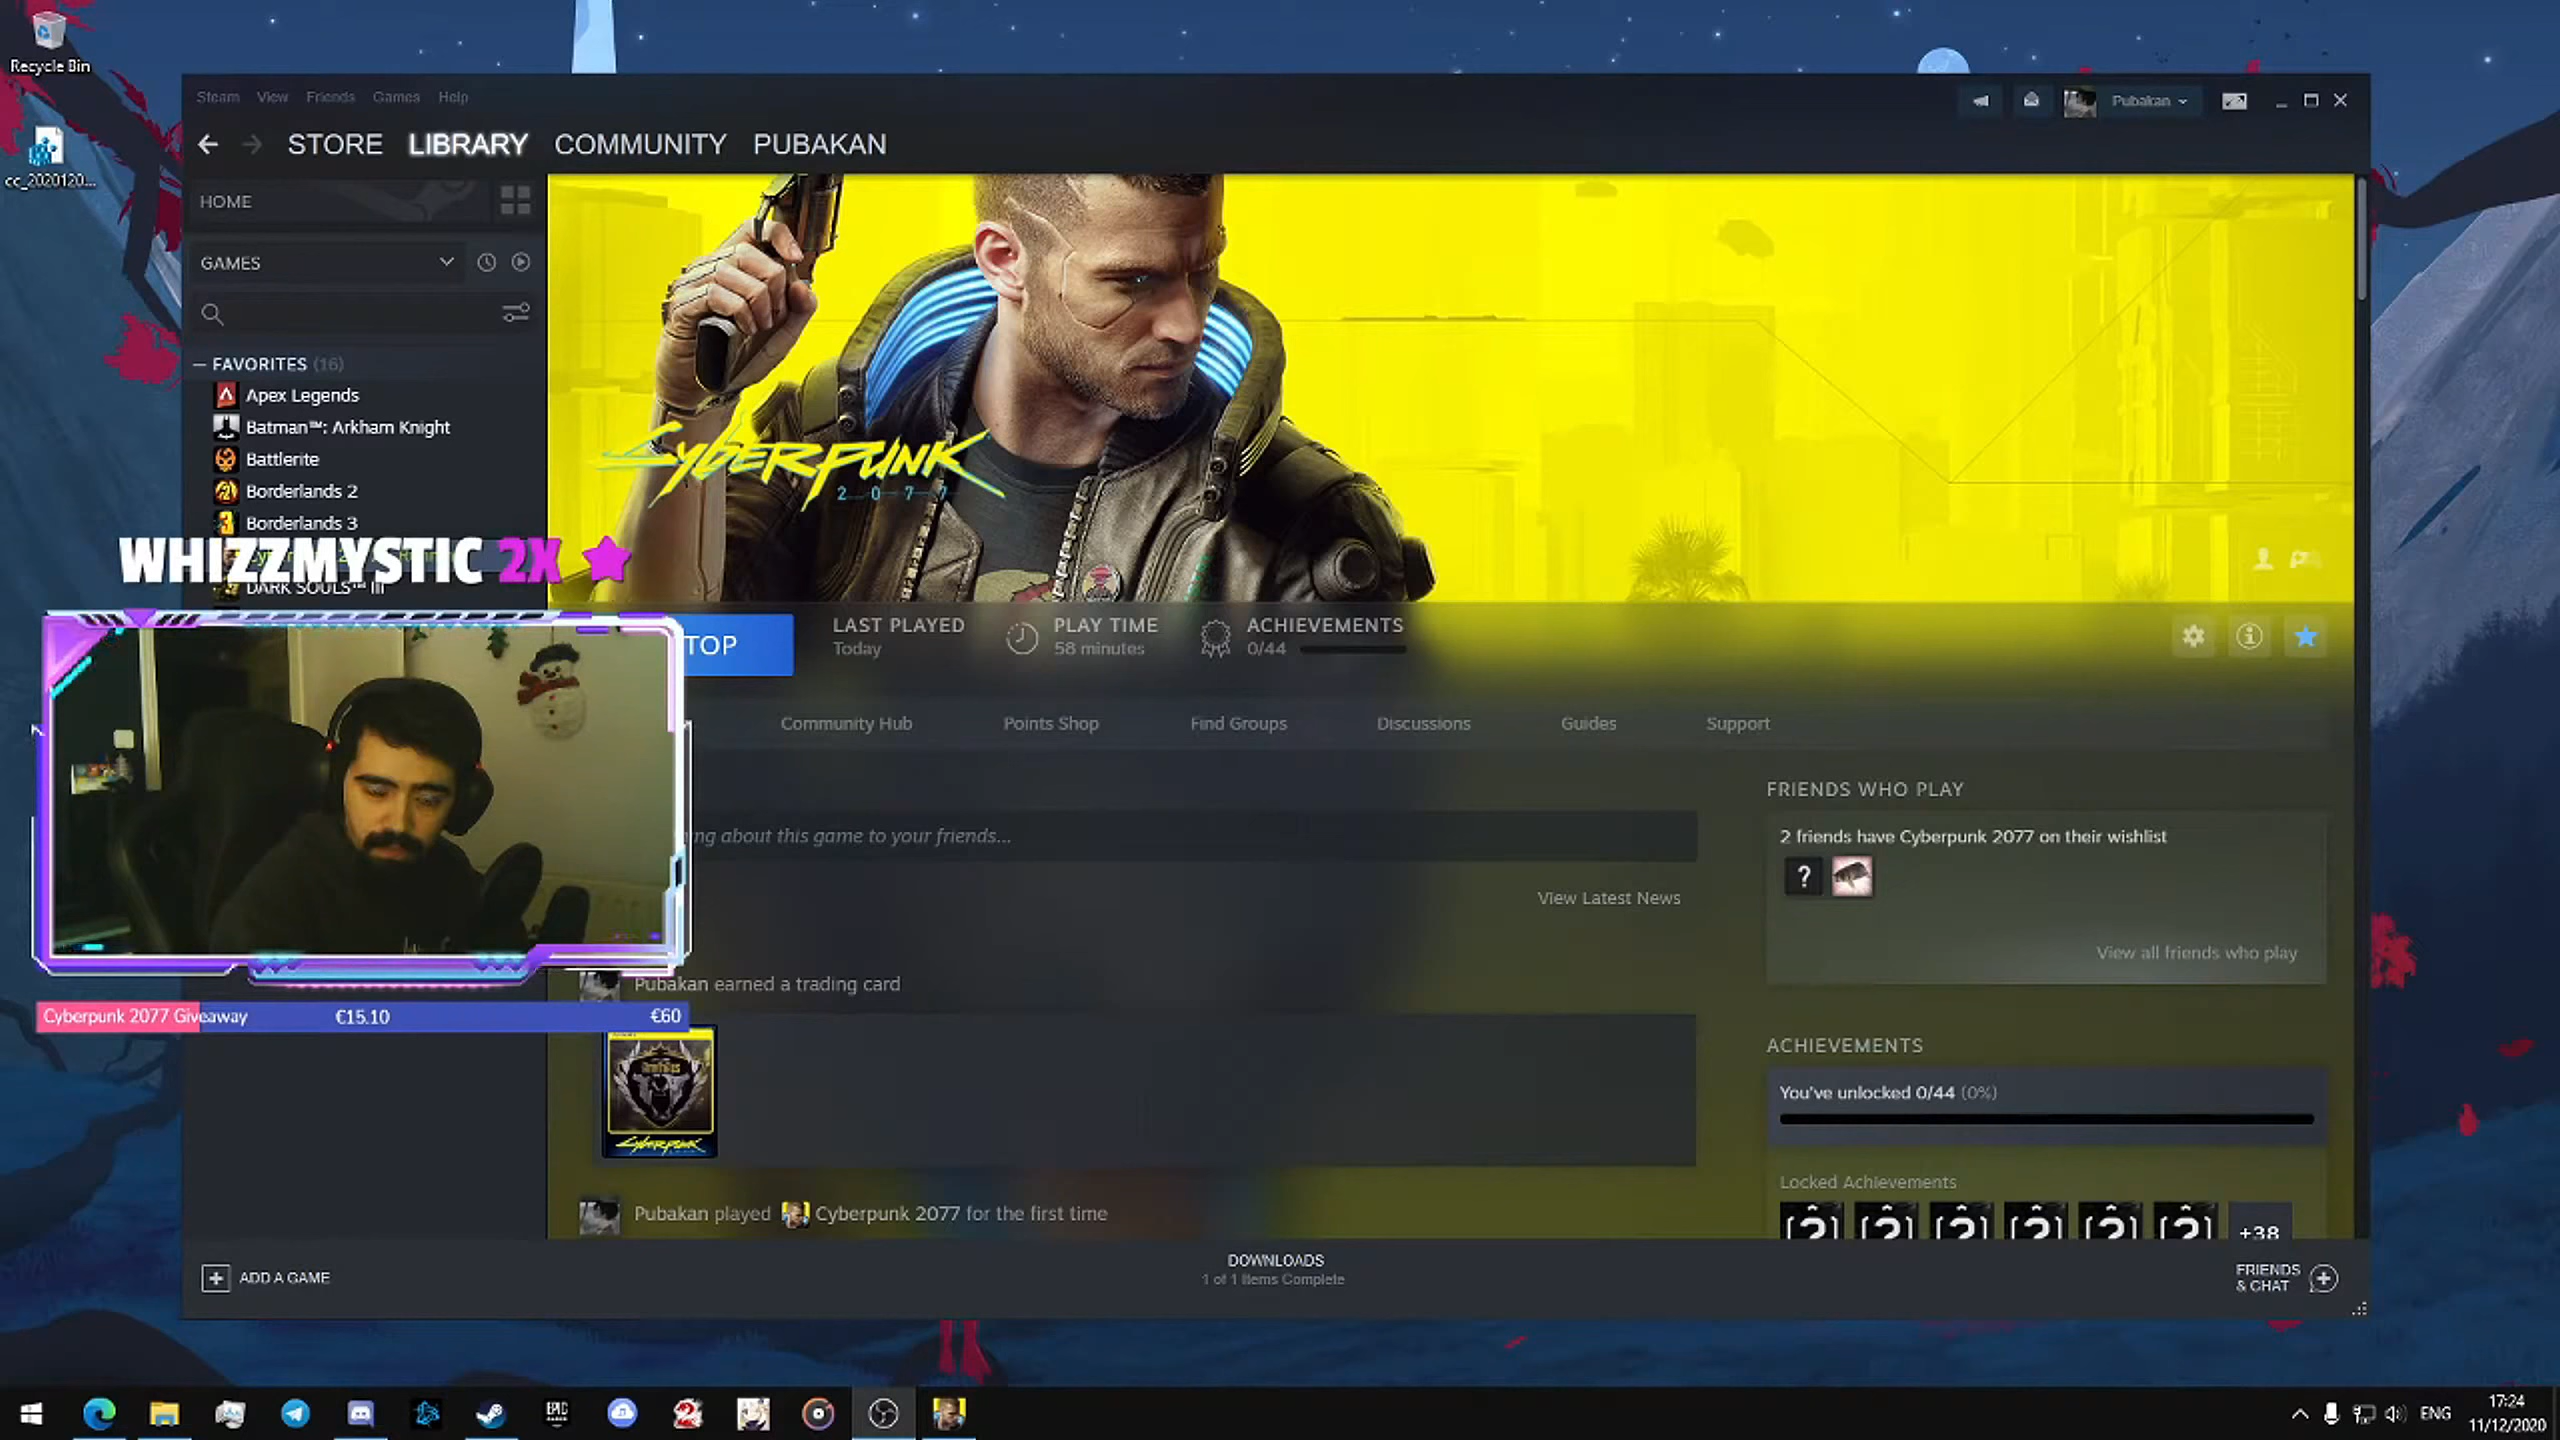 Recycle Bin
cc_2020120...
Steam View Friends Games Help
Pubakan
STORE LIBRARY COMMUNITY PUBAKAN
HOME
GAMES
FAVORITES (16)
Apex Legends
Batman™: Arkham Knight
Battlerite
Borderlands 2
Borderlands 3
DARK SOULS™ III
WHIZZMYSTIC 2X
CYBERPUNK
2077
TOP
LAST PLAYED
Today
PLAY TIME
58 minutes
ACHIEVEMENTS
0/44
Community Hub Points Shop Find Groups Discussions Guides Support
ng about this game to your friends...
View Latest News
FRIENDS WHO PLAY
2 friends have Cyberpunk 2077 on their wishlist
?
View all friends who play
Pubakan earned a trading card
Cyberpunk 2077 Giveaway €15.10 €60
CYBERPUNK
ACHIEVEMENTS
You've unlocked 0/44 (0%)
Locked Achievements
+38
Pubakan played Cyberpunk 2077 for the first time
ADD A GAME
DOWNLOADS
1 of 1 Items Complete
FRIENDS
& CHAT
EPIC
ENG
17:24
11/12/2020